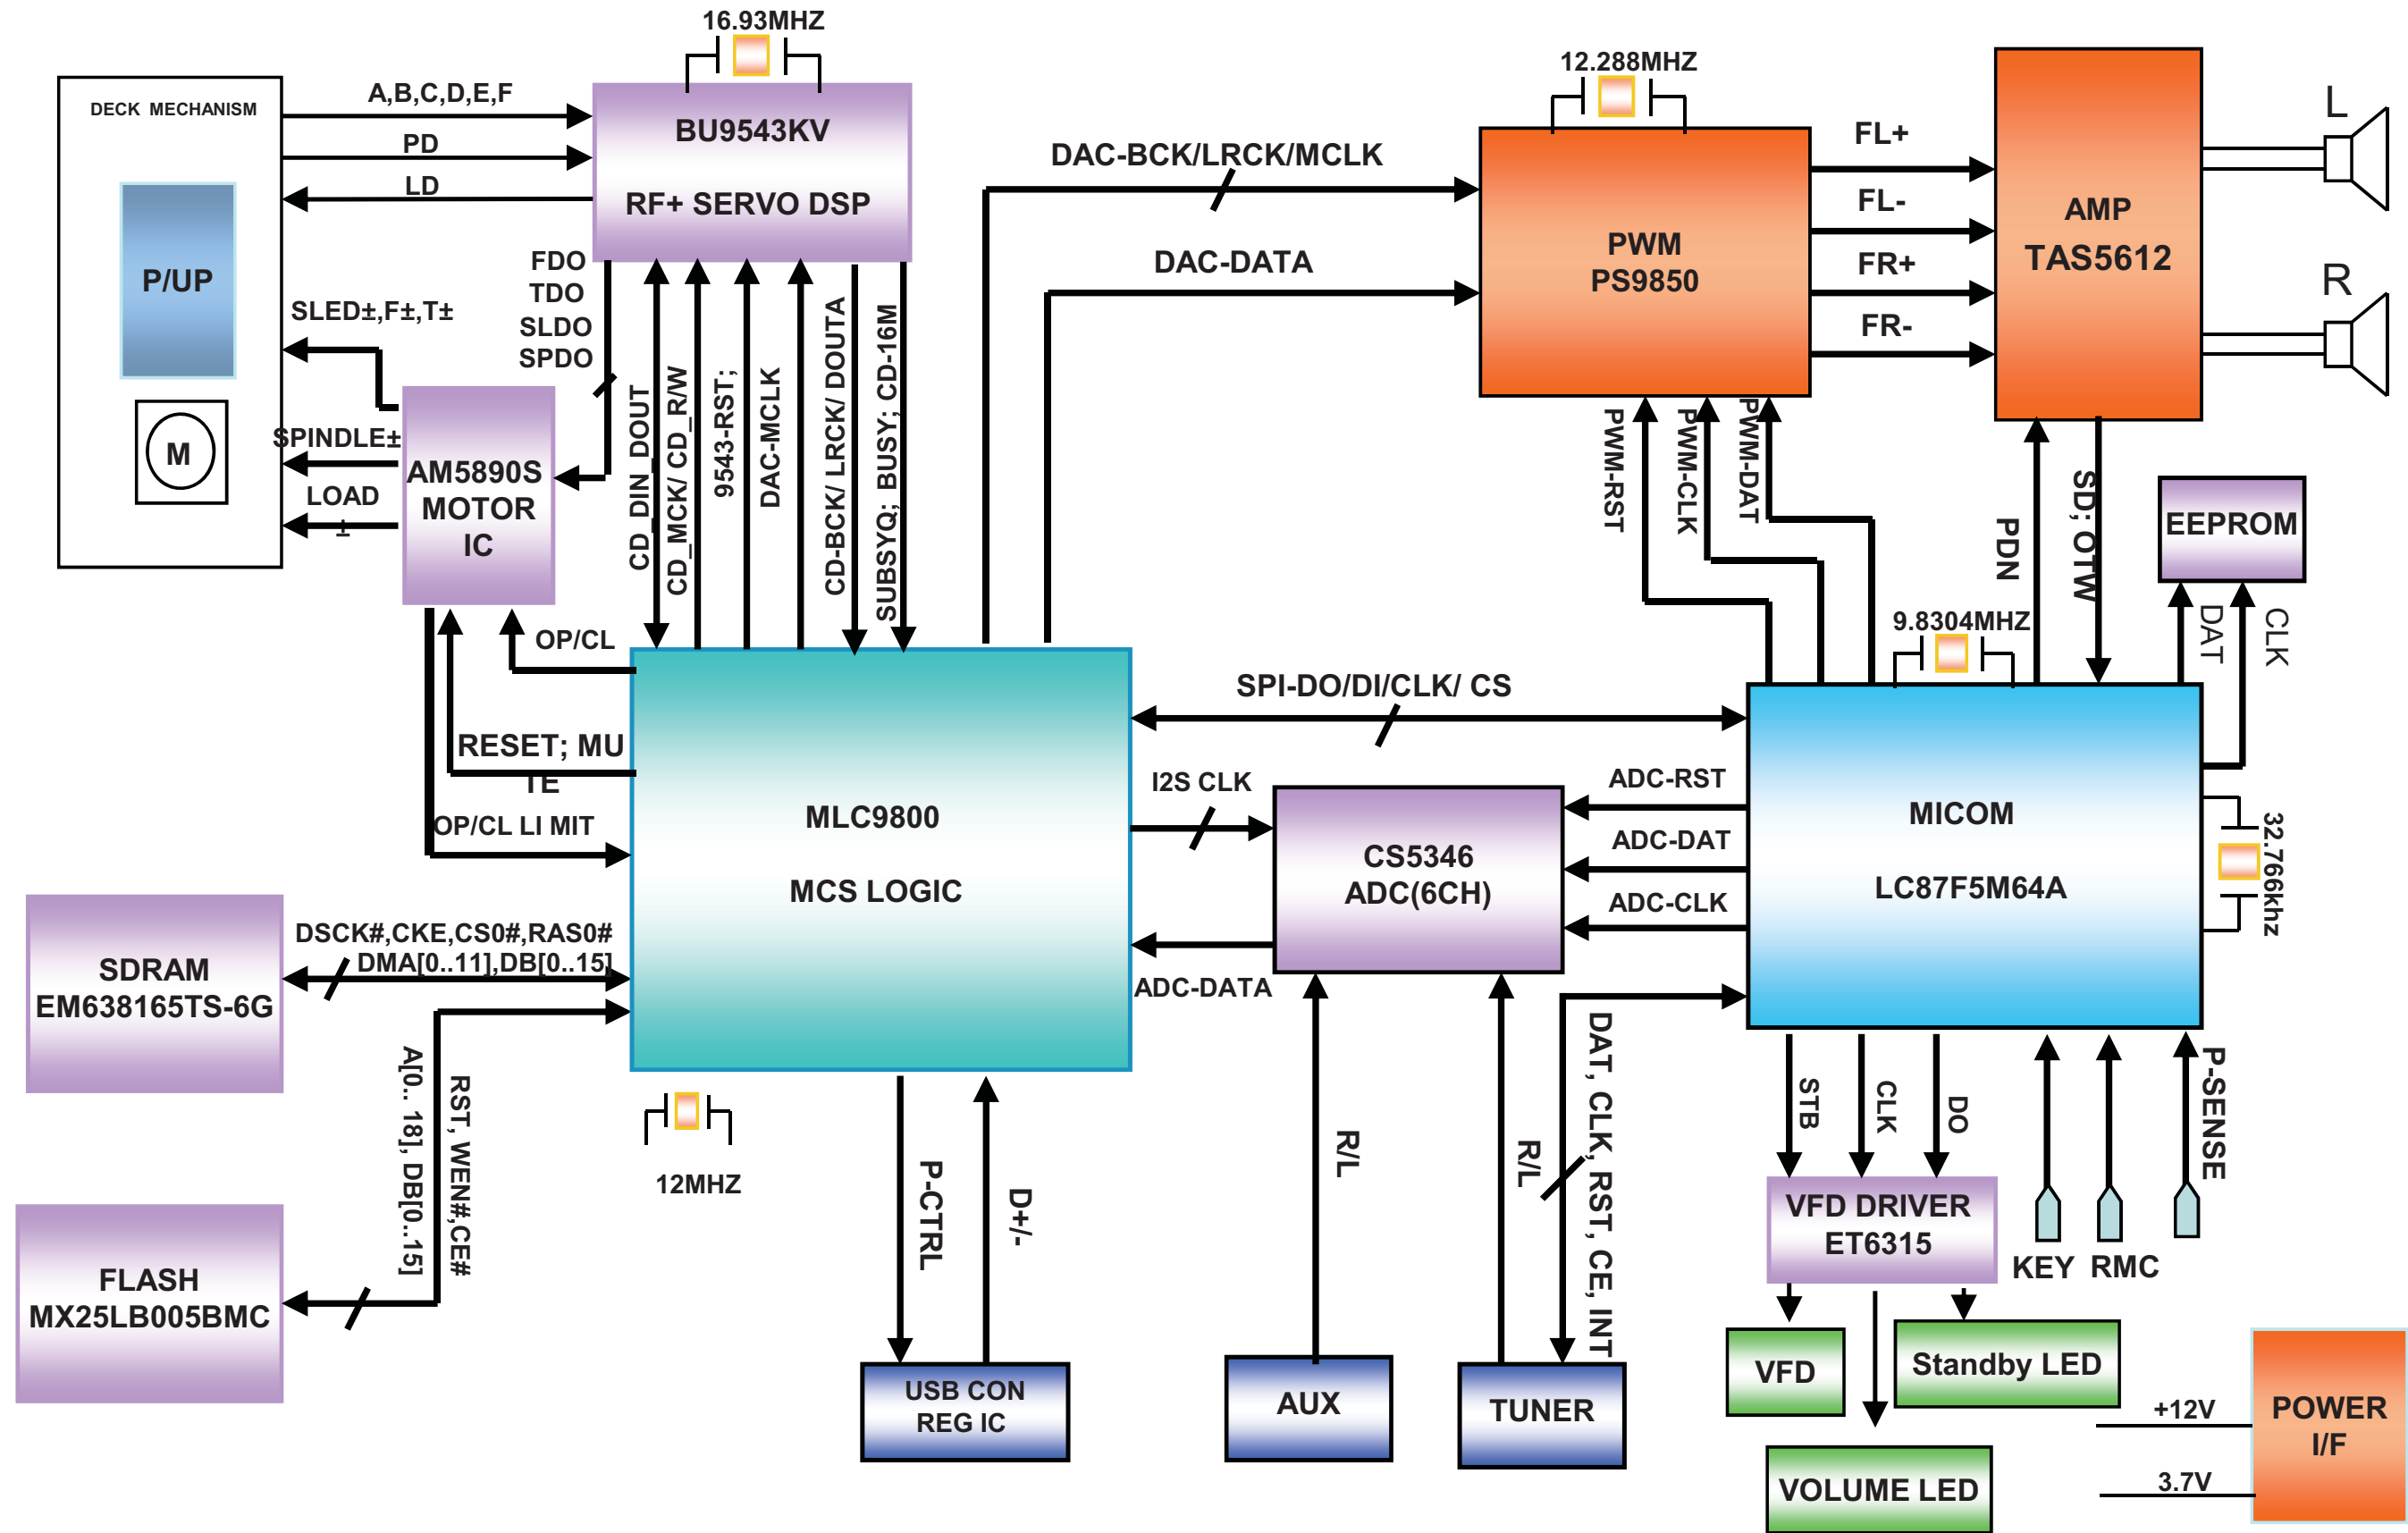 16.93MHZ
12.288MHZ
DECK MECHANISM
A,B,C,D,E,F
PD
LD
BU9543KV
RF+ SERVO DSP
P/UP
M
SLED±,F±,T±
SPINDLE±
LOAD
±
FDO
TDO
SLDO
SPDO
AM5890S
MOTOR
IC
CD_DIN_DOUT
CD_MCK/ CD_R/W
9543-RST;
DAC-MCLK
CD-BCK/ LRCK/ DOUTA
SUBSYQ; BUSY; CD-16M
DAC-BCK/LRCK/MCLK
DAC-DATA
PWM
PS9850
FL+
FL-
FR+
FR-
AMP
TAS5612
L
R
PWM-RST
PWM-CLK
PWM-DAT
PDN
SD; OTW
EEPROM
DAT
CLK
9.8304MHZ
OP/CL
RESET; MU
TE
OP/CL LI MIT
MLC9800
MCS LOGIC
SPI-DO/DI/CLK/ CS
I2S CLK
ADC-DATA
CS5346
ADC(6CH)
ADC-RST
ADC-DAT
ADC-CLK
MICOM
LC87F5M64A
32.766khz
SDRAM
EM638165TS-6G
DSCK#,CKE,CS0#,RAS0#
DMA[0..11],DB[0..15]
FLASH
MX25LB005BMC
RST, WEN#,CE#
A[0.. 18], DB[0..15]
12MHZ
P-CTRL
D+/-
USB CON
REG IC
R/L
AUX
R/L
DAT, CLK, RST, CE, INT
TUNER
STB
CLK
DO
P-SENSE
KEY
RMC
VFD DRIVER
ET6315
VFD
Standby LED
VOLUME LED
+12V
3.7V
POWER
I/F